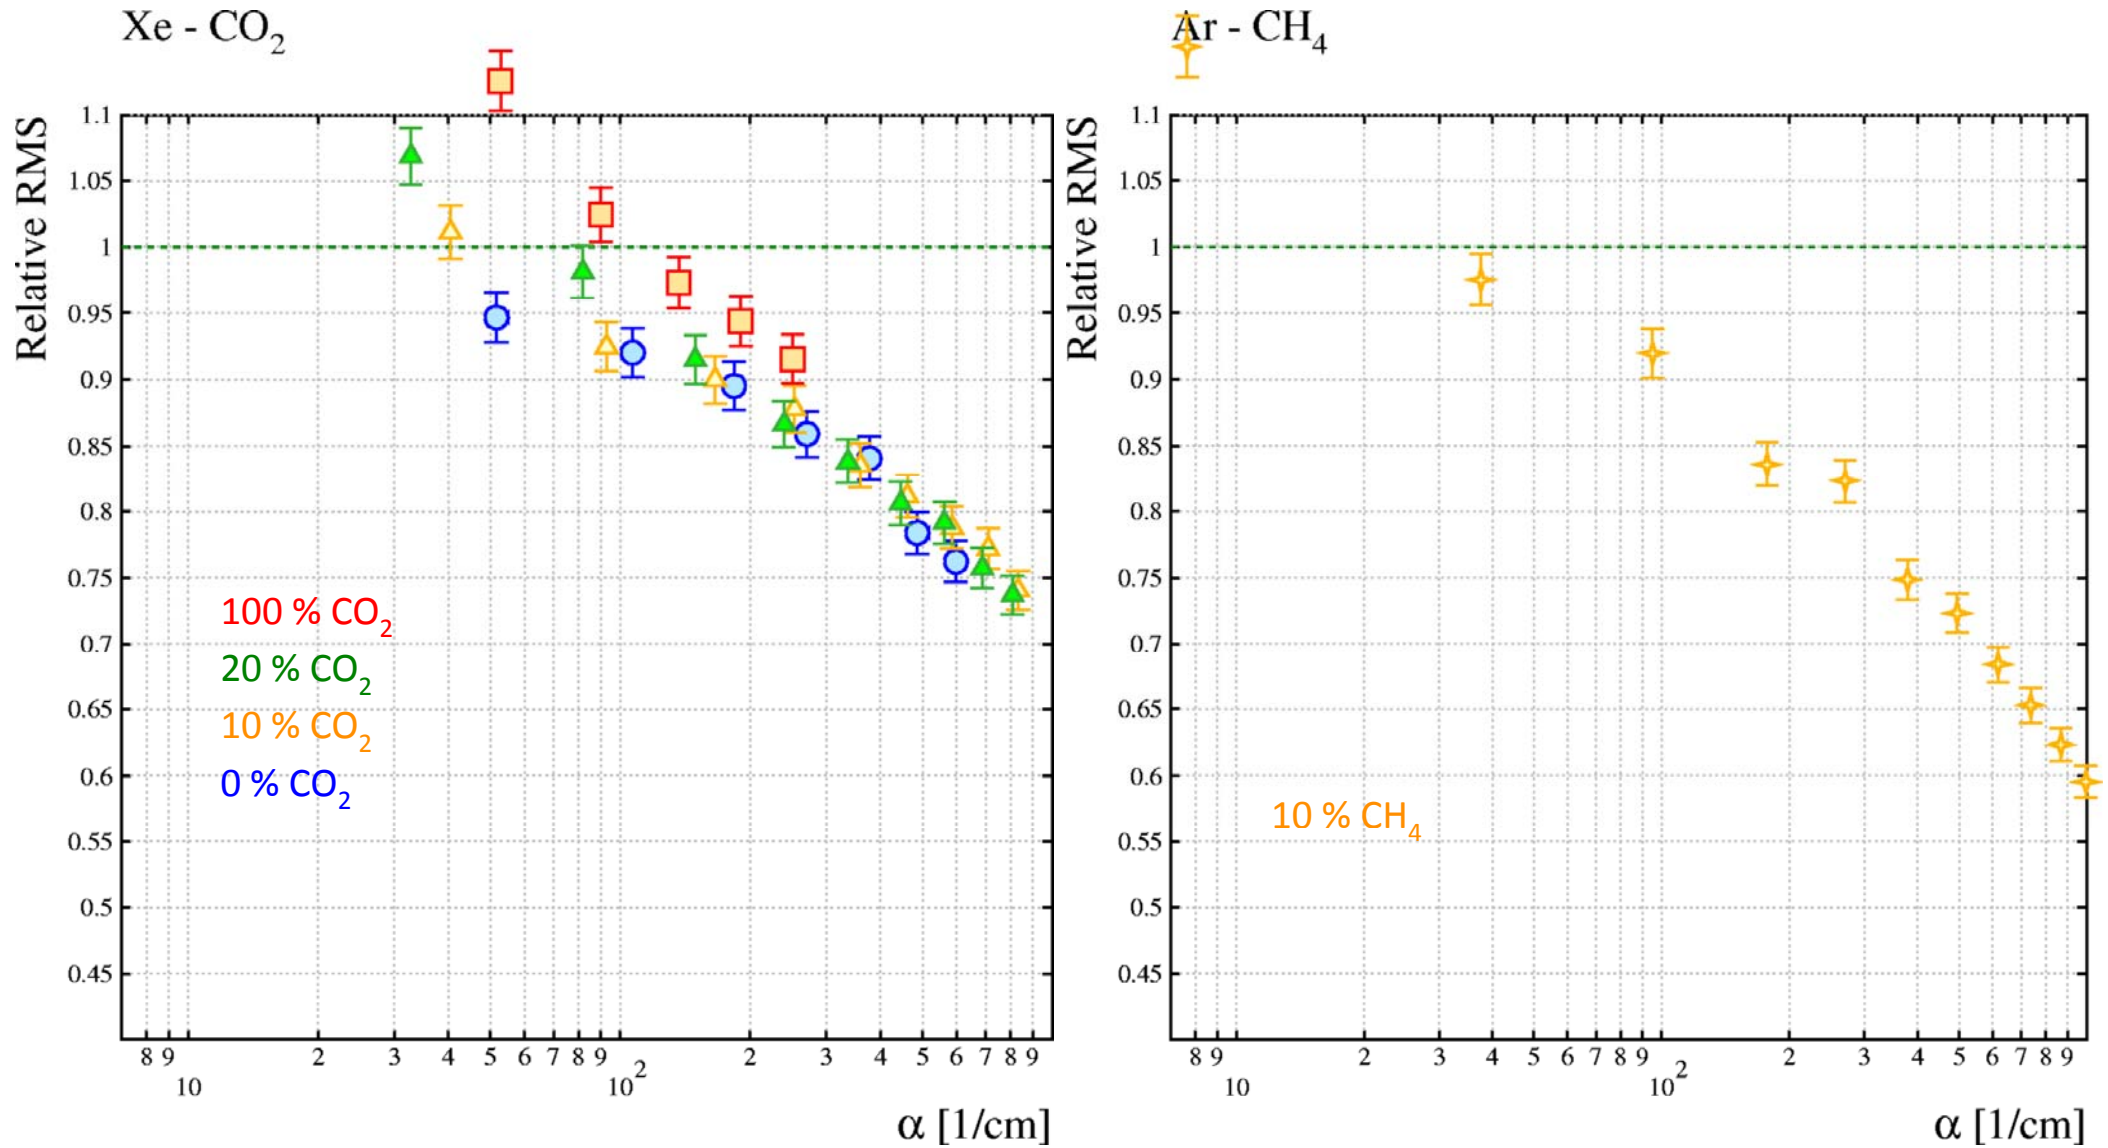 Xe - CO2
Relative RMS
1.1
1.05
1
0.95
0.9
0.85
0.8
0.75
0.7
0.65
0.6
0.55
0.5
0.45
100 % CO2
20 % CO2
10 % CO2
0 % CO2
8 9 2 3 4 5 6 7 8 9 2 3 4 5 6 7 8 9
10 10^2
α [1/cm]
Ar - CH4
Relative RMS
1.1
1.05
1
0.95
0.9
0.85
0.8
0.75
0.7
0.65
0.6
0.55
0.5
0.45
10 % CH4
8 9 2 3 4 5 6 7 8 9 2 3 4 5 6 7 8 9
10 10^2
α [1/cm]